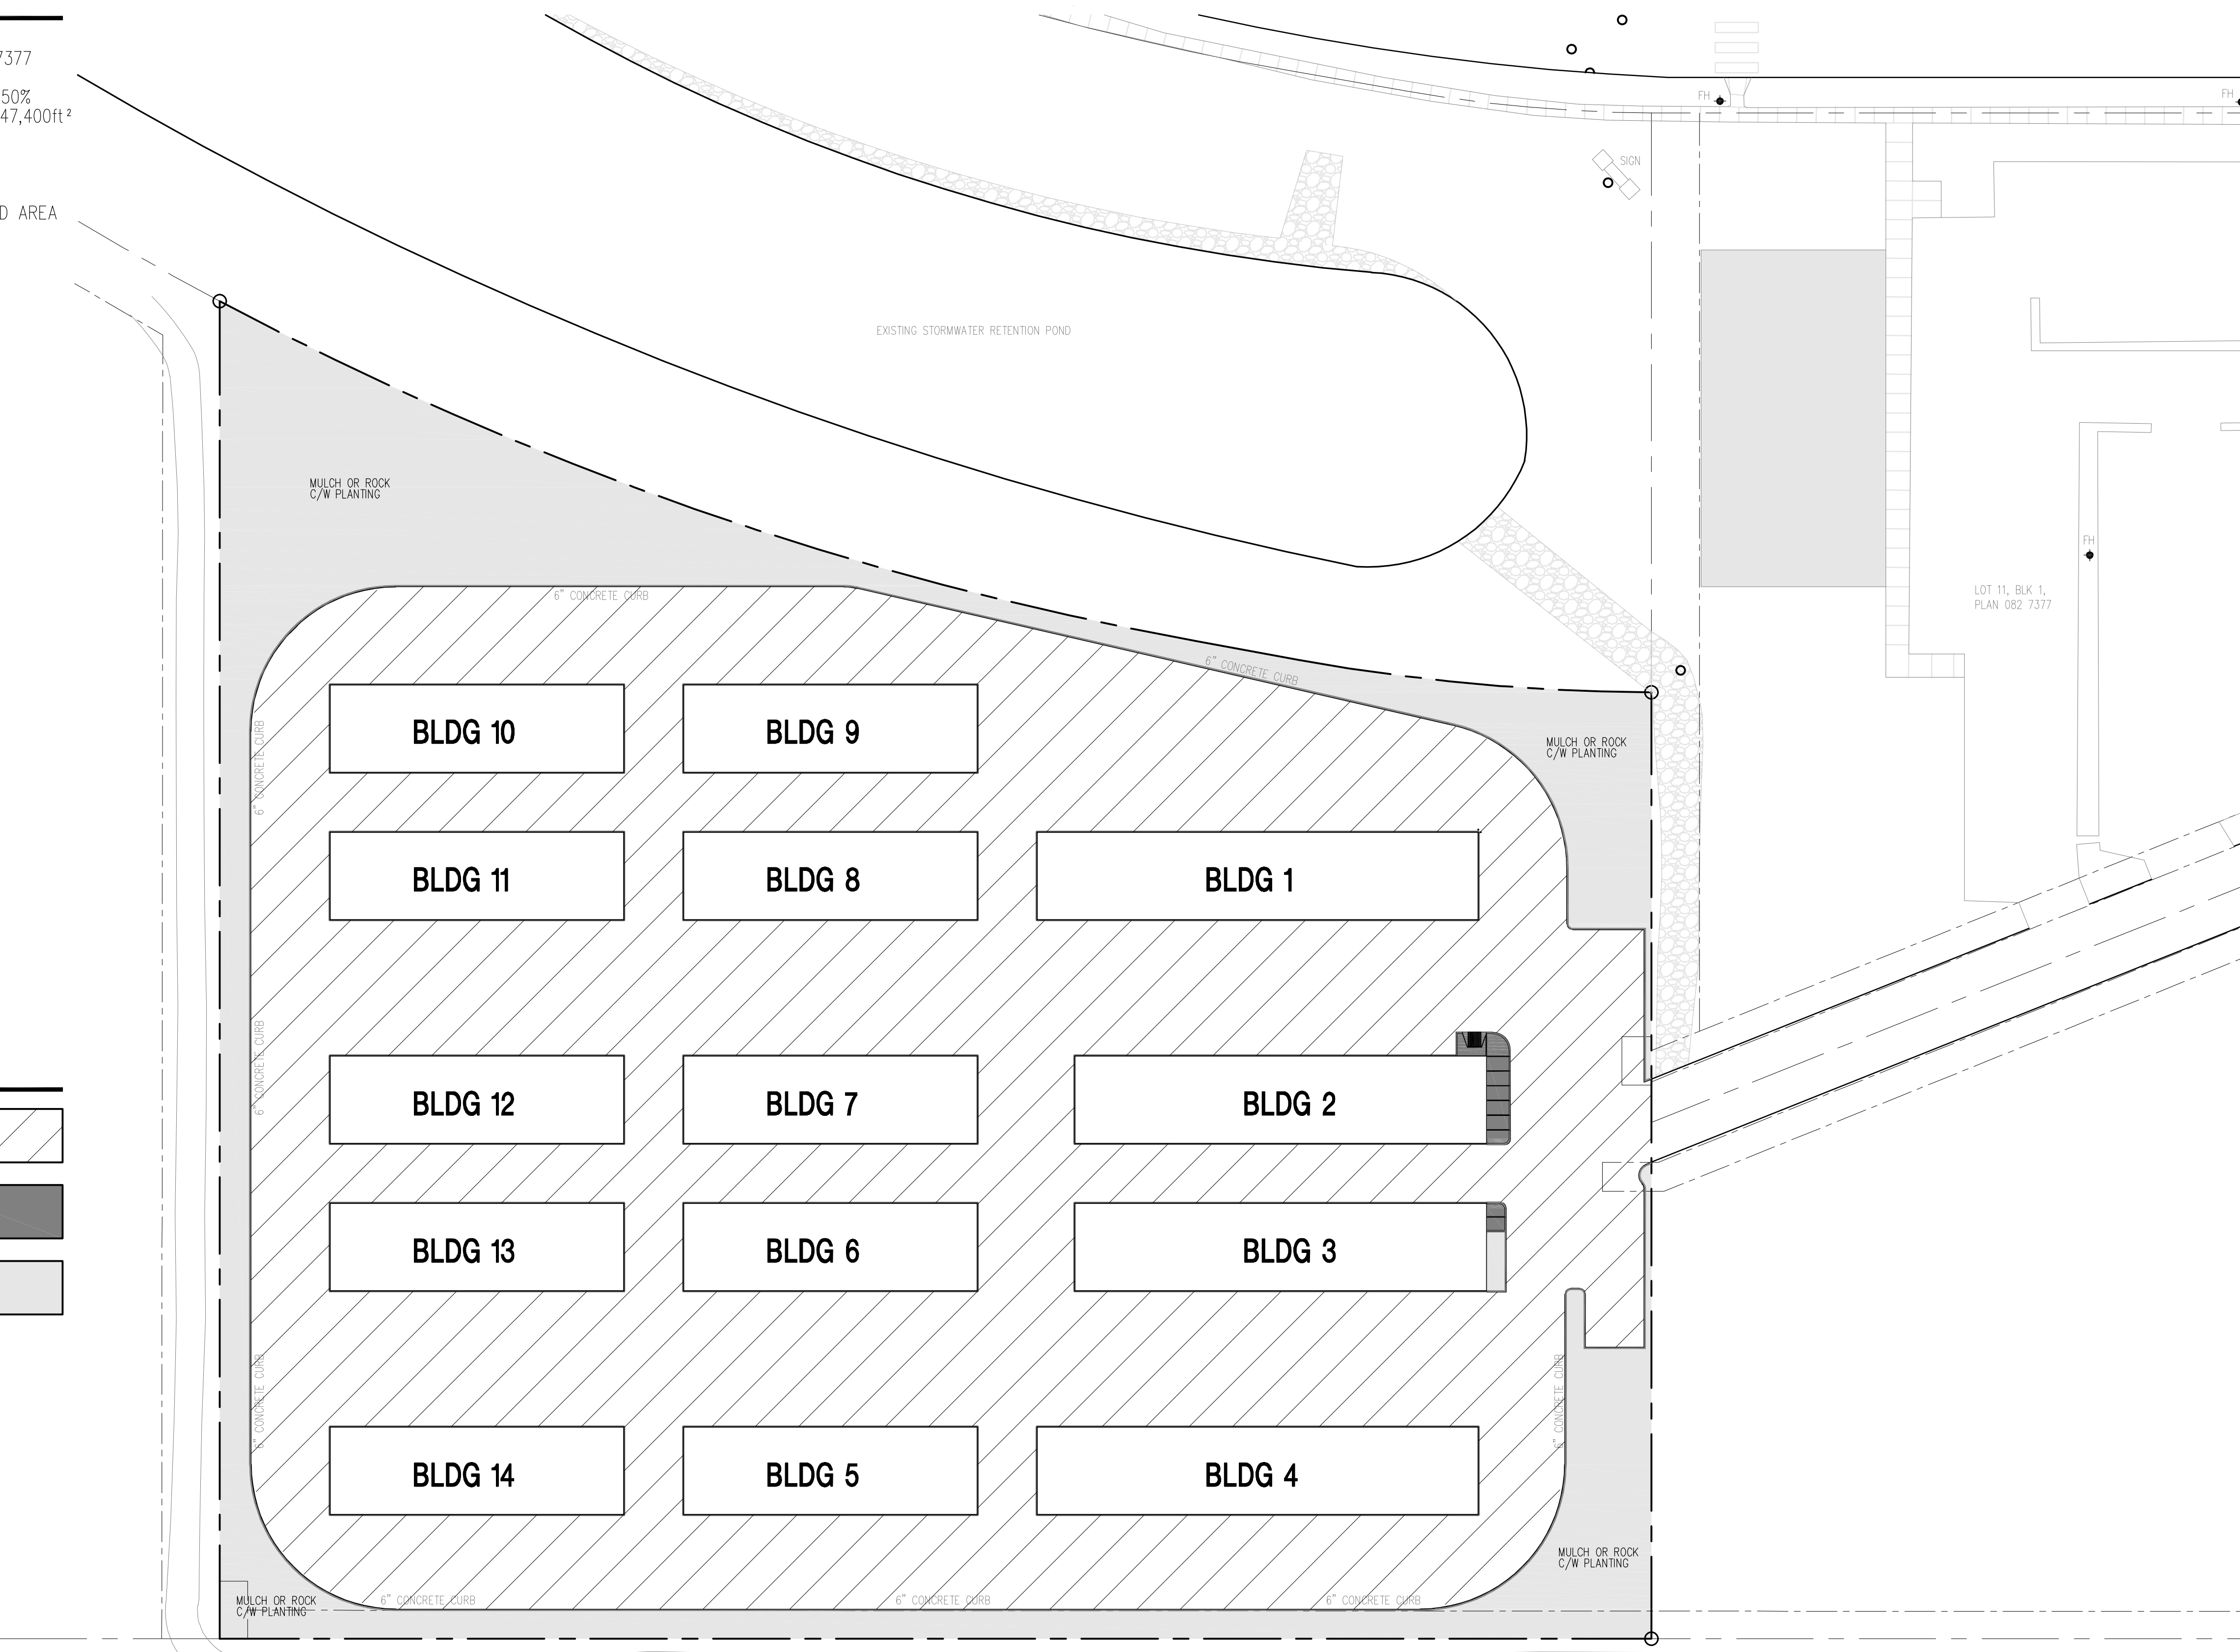 7377
50%
47,400ft²
D AREA
FH
FH
SIGN
EXISTING STORMWATER RETENTION POND
MULCH OR ROCK
C/W PLANTING
FH
LOT 11, BLK 1,
PLAN 082 7377
6" CONCRETE CURB
6" CONCRETE CURB
6" CONCRETE CURB
BLDG 10
BLDG 9
MULCH OR ROCK
C/W PLANTING
BLDG 11
BLDG 8
BLDG 1
6" CONCRETE CURB
BLDG 12
BLDG 7
BLDG 2
BLDG 13
BLDG 6
BLDG 3
6" CONCRETE CURB
6" CONCRETE CURB
BLDG 14
BLDG 5
BLDG 4
MULCH OR ROCK
C/W PLANTING
MULCH OR ROCK
C/W PLANTING
6" CONCRETE CURB
6" CONCRETE CURB
6" CONCRETE CURB